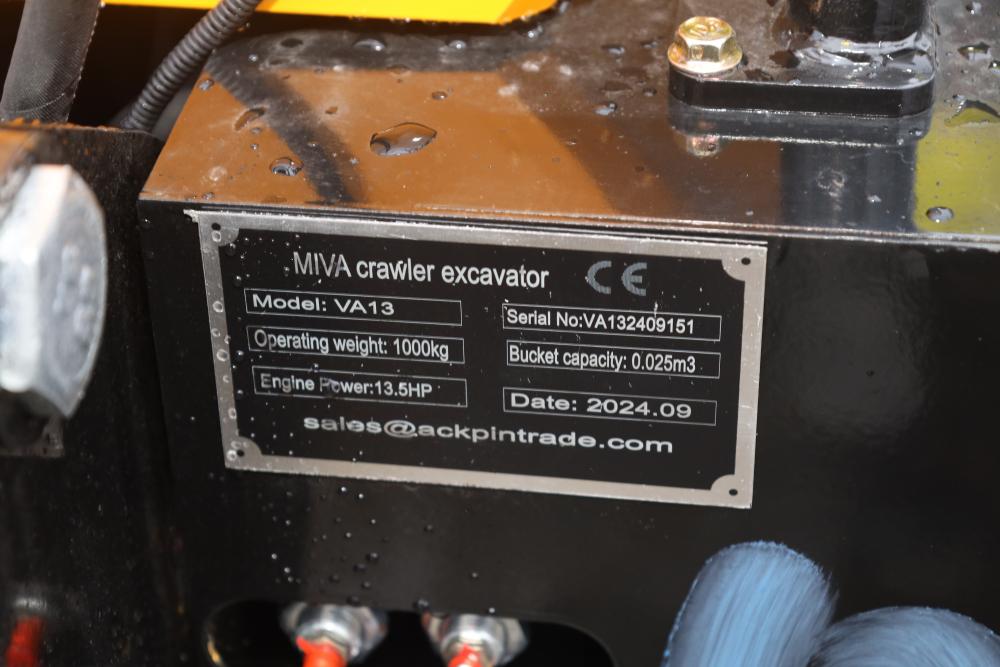 MIVA crawler excavator CE
Model: VA13
Serial No:VA132409151
Operating weight: 1000kg
Bucket capacity: 0.025m3
Engine Power:13.5HP
Date: 2024.09
sales@ackpintrade.com